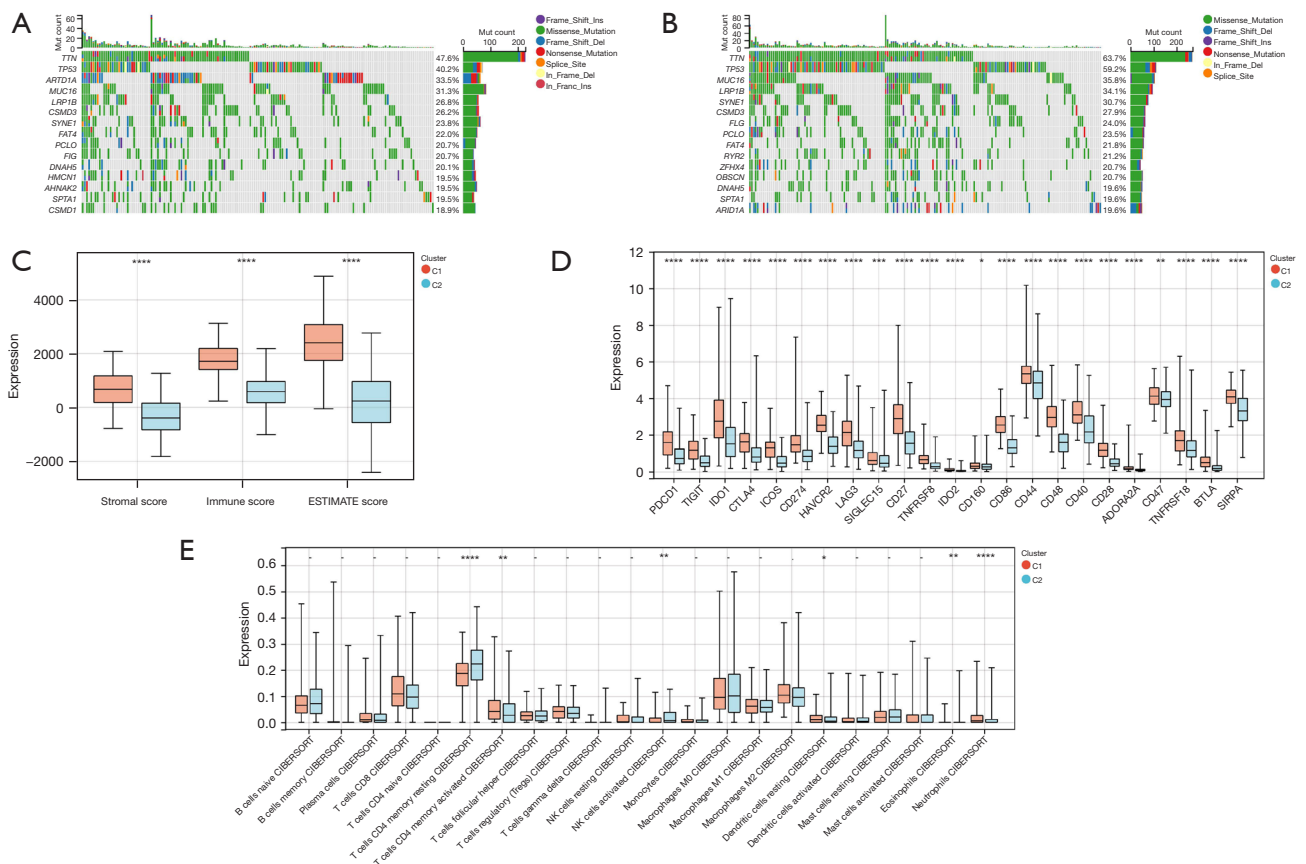 A
Mut count
60
40
20
0
Mut count
0 100 200
Frame_Shift_Ins
Missense_Mutation
Frame_Shift_Del
Nonsense_Mutation
Splice_Site
In_Frame_Del
In_Franc_Ins
TTN 47.6%
TP53 40.2%
ARTD1A 33.5%
MUC16 31.3%
LRP1B 26.8%
CSMD3 26.2%
SYNE1 23.8%
FAT4 22.0%
PCLO 20.7%
FIG 20.7%
DNAH5 20.1%
HMCN1 19.5%
AHNAK2 19.5%
SPTA1 19.5%
CSMD1 18.9%
B
Mut count
80
60
40
20
0
Mut count
0 100 200
Missense_Mutation
Frame_Shift_Del
Frame_Shift_Ins
Nonsense_Mutation
In_Frame_Del
Splice_Site
TTN 63.7%
TP53 59.2%
MUC16 35.8%
LRP1B 34.1%
SYNE1 30.7%
CSMD3 27.9%
FLG 24.0%
PCLO 23.5%
FAT4 21.8%
RYR2 21.2%
ZFHX4 20.7%
OBSCN 20.7%
DNAH5 19.6%
SPTA1 19.6%
ARID1A 19.6%
C
Expression
4000
2000
0
−2000
**** **** ****
Stromal score
Immune score
ESTIMATE score
Cluster
C1
C2
D
Expression
12
10
8
6
4
2
0
**** **** **** **** **** **** **** **** *** **** **** **** * **** **** **** **** **** **** ** **** **** ****
PDCD1
TIGIT
IDO1
CTLA4
ICOS
CD274
HAVCR2
LAG3
SIGLEC15
CD27
TNFRSF8
IDO2
CD160
CD86
CD44
CD48
CD40
CD28
ADORA2A
CD47
TNFRSF18
BTLA
SIRPA
Cluster
C1
C2
E
Expression
0.6
0.5
0.4
0.3
0.2
0.1
0.0
- - - - - **** ** - - - - ** - - - - * - - - ** ****
B cells naive CIBERSORT
B cells memory CIBERSORT
Plasma cells CIBERSORT
T cells CD8 CIBERSORT
T cells CD4 naive CIBERSORT
T cells CD4 memory resting CIBERSORT
T cells CD4 memory activated CIBERSORT
T cells follicular helper CIBERSORT
T cells regulatory (Tregs) CIBERSORT
T cells gamma delta CIBERSORT
NK cells resting CIBERSORT
NK cells activated CIBERSORT
Monocytes CIBERSORT
Macrophages M0 CIBERSORT
Macrophages M1 CIBERSORT
Macrophages M2 CIBERSORT
Dendritic cells resting CIBERSORT
Dendritic cells activated CIBERSORT
Mast cells resting CIBERSORT
Mast cells activated CIBERSORT
Eosinophils CIBERSORT
Neutrophils CIBERSORT
Cluster
C1
C2